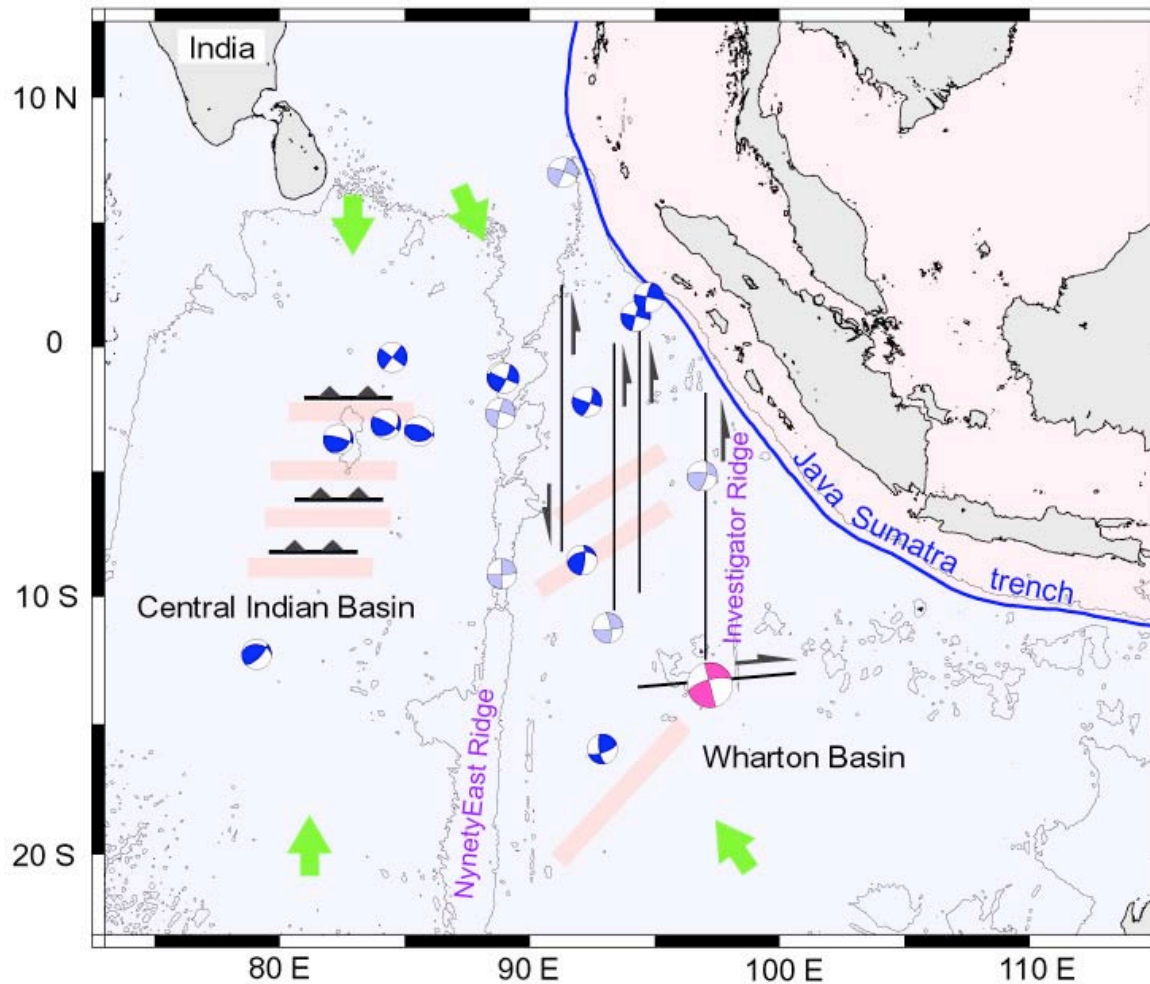 India
10 N
0
Java Sumatra trench
Investigator Ridge
10 S
Central Indian Basin
NynetyEast Ridge
Wharton Basin
20 S
80 E
90 E
100 E
110 E